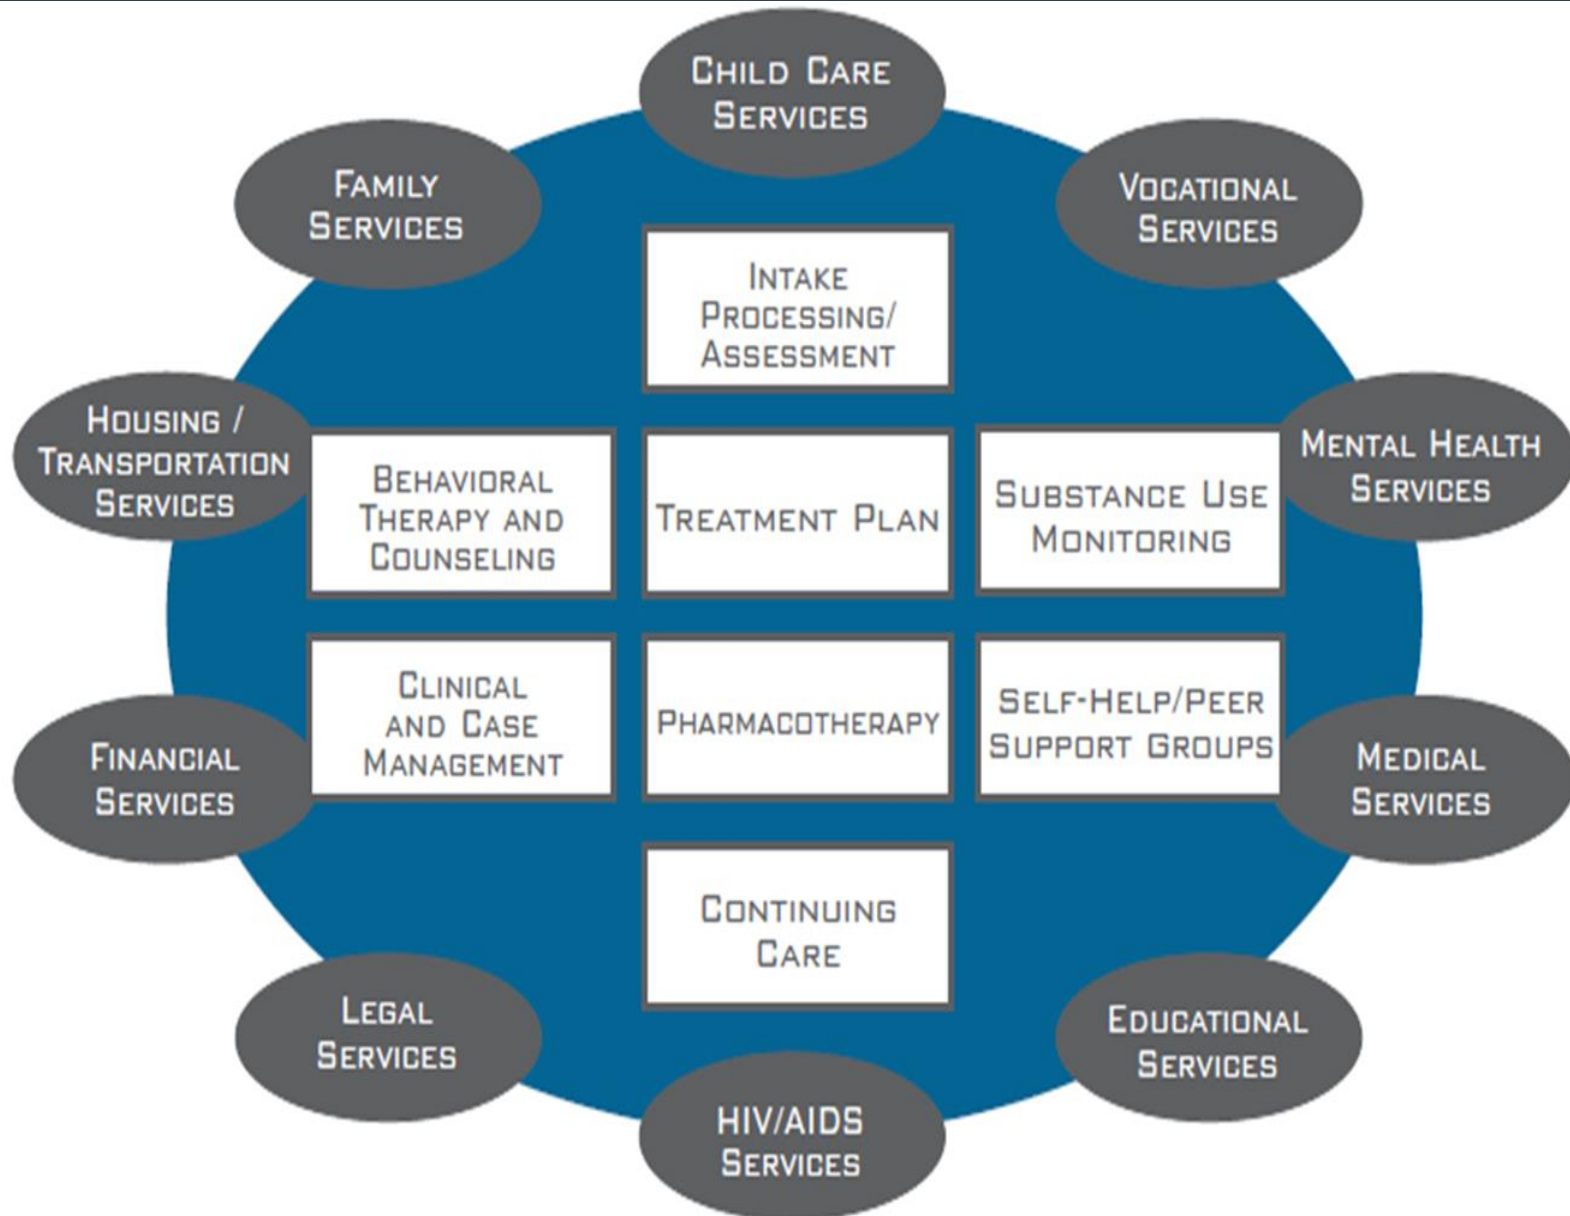 CHILD CARE
SERVICES
FAMILY
SERVICES
VOCATIONAL
SERVICES
INTAKE
PROCESSING/
ASSESSMENT
HOUSING /
TRANSPORTATION
SERVICES
BEHAVIORAL
THERAPY AND
COUNSELING
TREATMENT PLAN
SUBSTANCE USE
MONITORING
MENTAL HEALTH
SERVICES
FINANCIAL
SERVICES
CLINICAL
AND CASE
MANAGEMENT
PHARMACOTHERAPY
SELF-HELP/PEER
SUPPORT GROUPS
MEDICAL
SERVICES
CONTINUING
CARE
LEGAL
SERVICES
HIV/AIDS
SERVICES
EDUCATIONAL
SERVICES